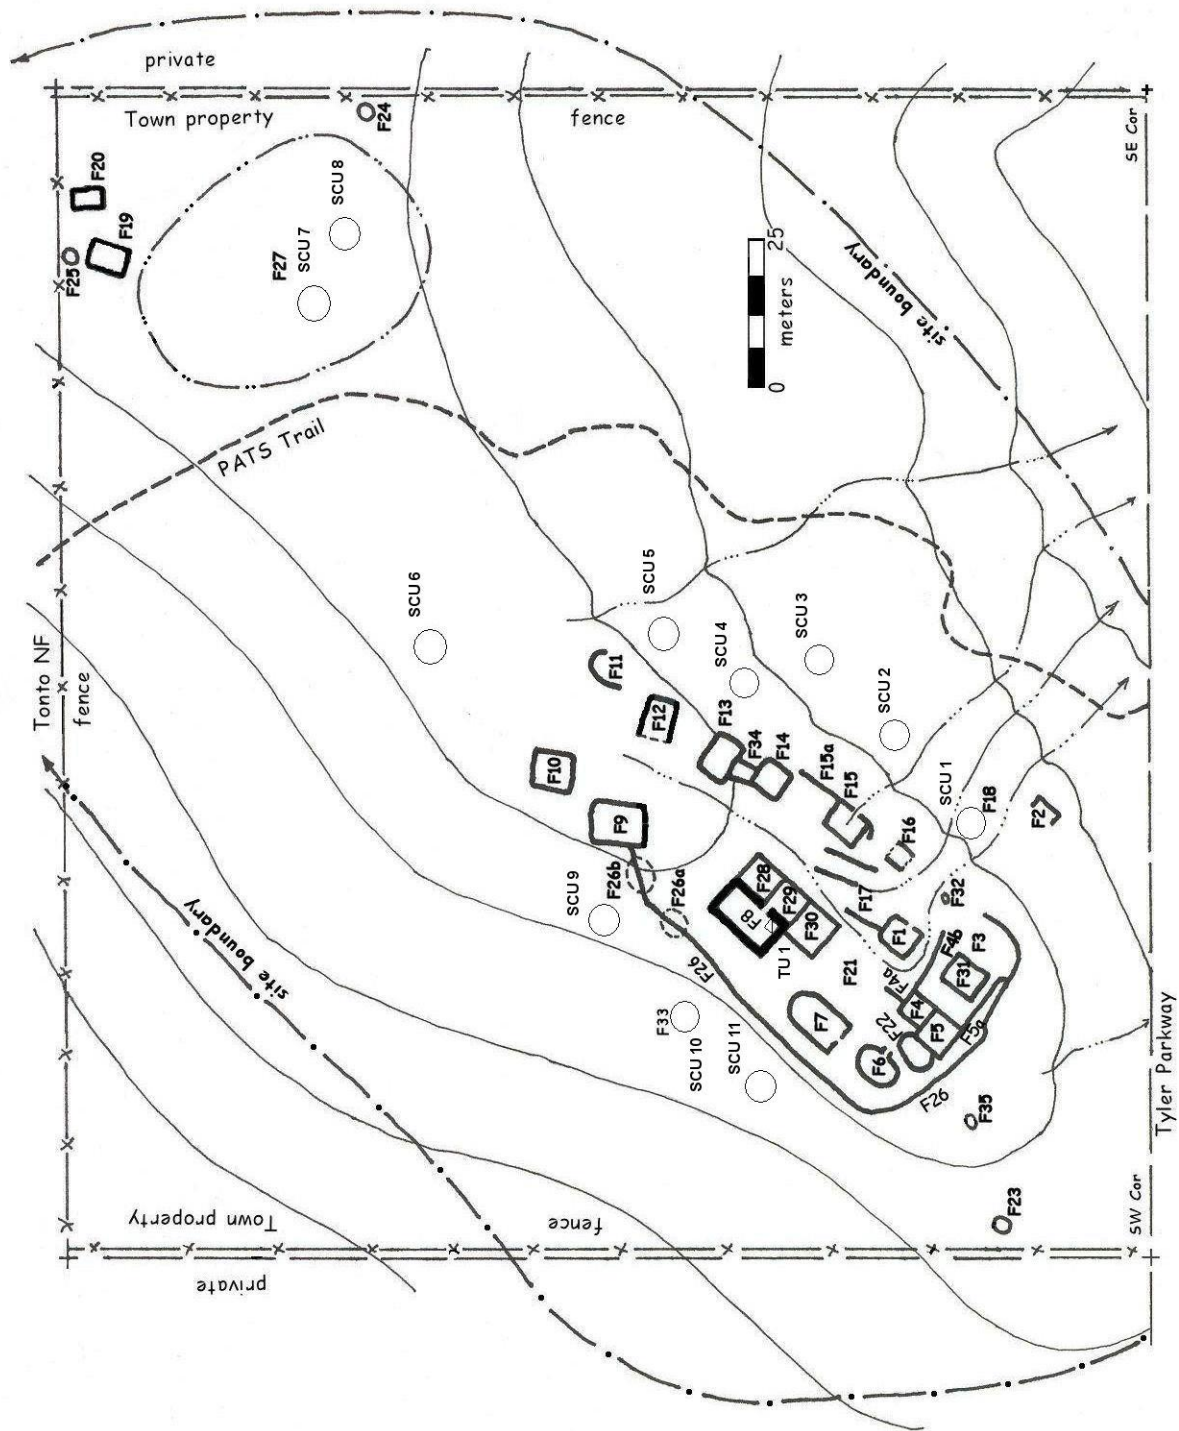 private
Town property
fence
F24
F20
F19
F25
SCU 8
SCU 7
F27
SE Cor
site boundary
25
meters
0
PATS Trail
Tonto NF
fence
SCU 6
SCU 5
SCU 4
SCU 3
SCU 2
SCU 1
F11
F12
F13
F34
F14
F15a
F15
F16
F18
F2
F10
F9
F26b
F26a
SCU 9
F28
F29
F30
F8
TU 1
F17
F32
F1
F21
F4b
F3
F31
F4a
F4
F22
F5
F5a
F6
F7
F26
F26
F33
SCU 10
SCU 11
F35
F23
site boundary
Town property
fence
private
SW Cor
Tyler Parkway